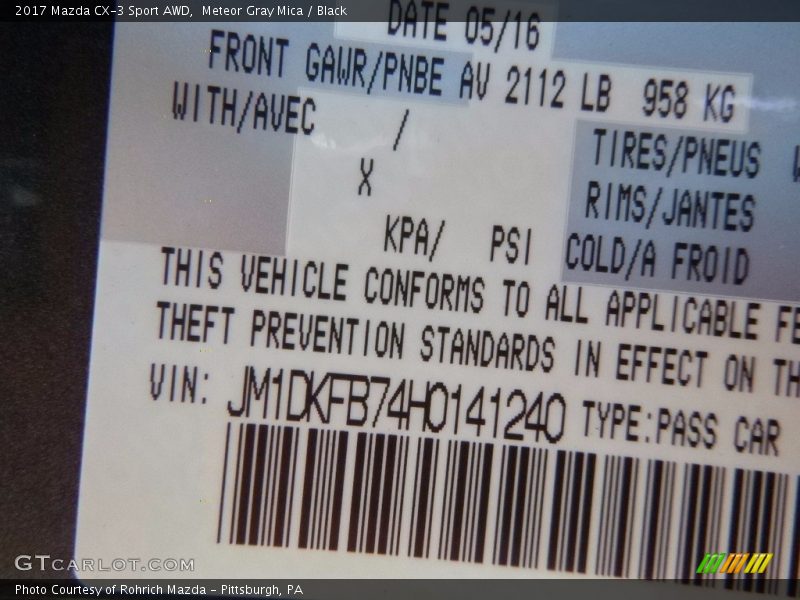 2017 Mazda CX-3 Sport AWD,  Meteor Gray Mica / Black
DATE 05/16
FRONT GAWR/PNBE AV 2112 LB 958 KG
WITH/AVEC /
TIRES/PNEUS
X
RIMS/JANTES
KPA/ PSI COLD/A FROID
THIS VEHICLE CONFORMS TO ALL APPLICABLE FE
THEFT PREVENTION STANDARDS IN EFFECT ON TH
VIN: JM1DKFB74H0141240 TYPE:PASS CAR
GTCARLOT.COM
Photo Courtesy of Rohrich Mazda - Pittsburgh, PA